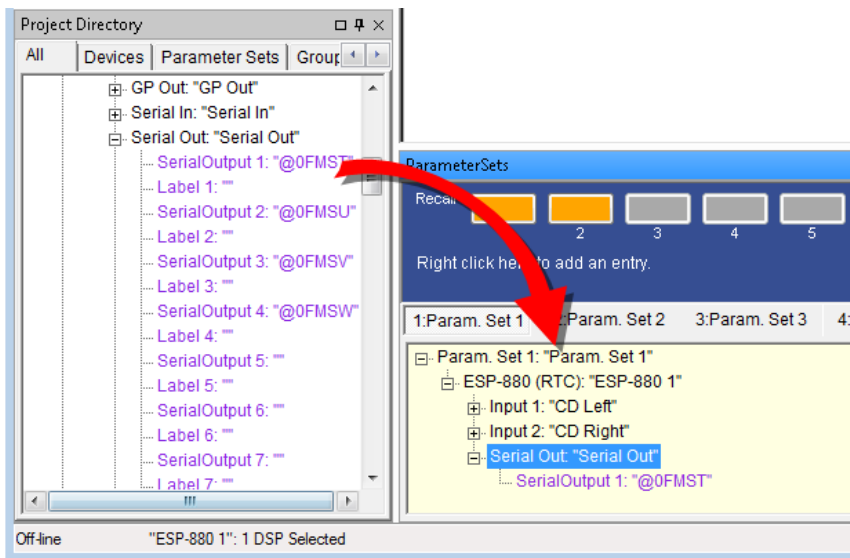 Project Directory
All
Devices
Parameter Sets
GP Out: "GP Out"
Serial In: "Serial In"
Serial Out: "Serial Out"
SerialOutput 1: "@0FMST"
Label 1: ""
SerialOutput 2: "@0FMSU"
Label 2: ""
SerialOutput 3: "@0FMSV"
Label 3: ""
SerialOutput 4: "@0FMSW"
Label 4: ""
SerialOutput 5: ""
Label 5: ""
SerialOutput 6: ""
Label 6: ""
SerialOutput 7: ""
Label 7: ""
Off-line
"ESP-880 1": 1 DSP Selected
ParameterSets
2
3
4
5
Right click here to add an entry.
1:Param. Set 1
:Param. Set 2
3:Param. Set 3
4:
Param. Set 1: "Param. Set 1"
ESP-880 (RTC): "ESP-880 1"
Input 1: "CD Left"
Input 2: "CD Right"
Serial Out: "Serial Out"
SerialOutput 1: "@0FMST"